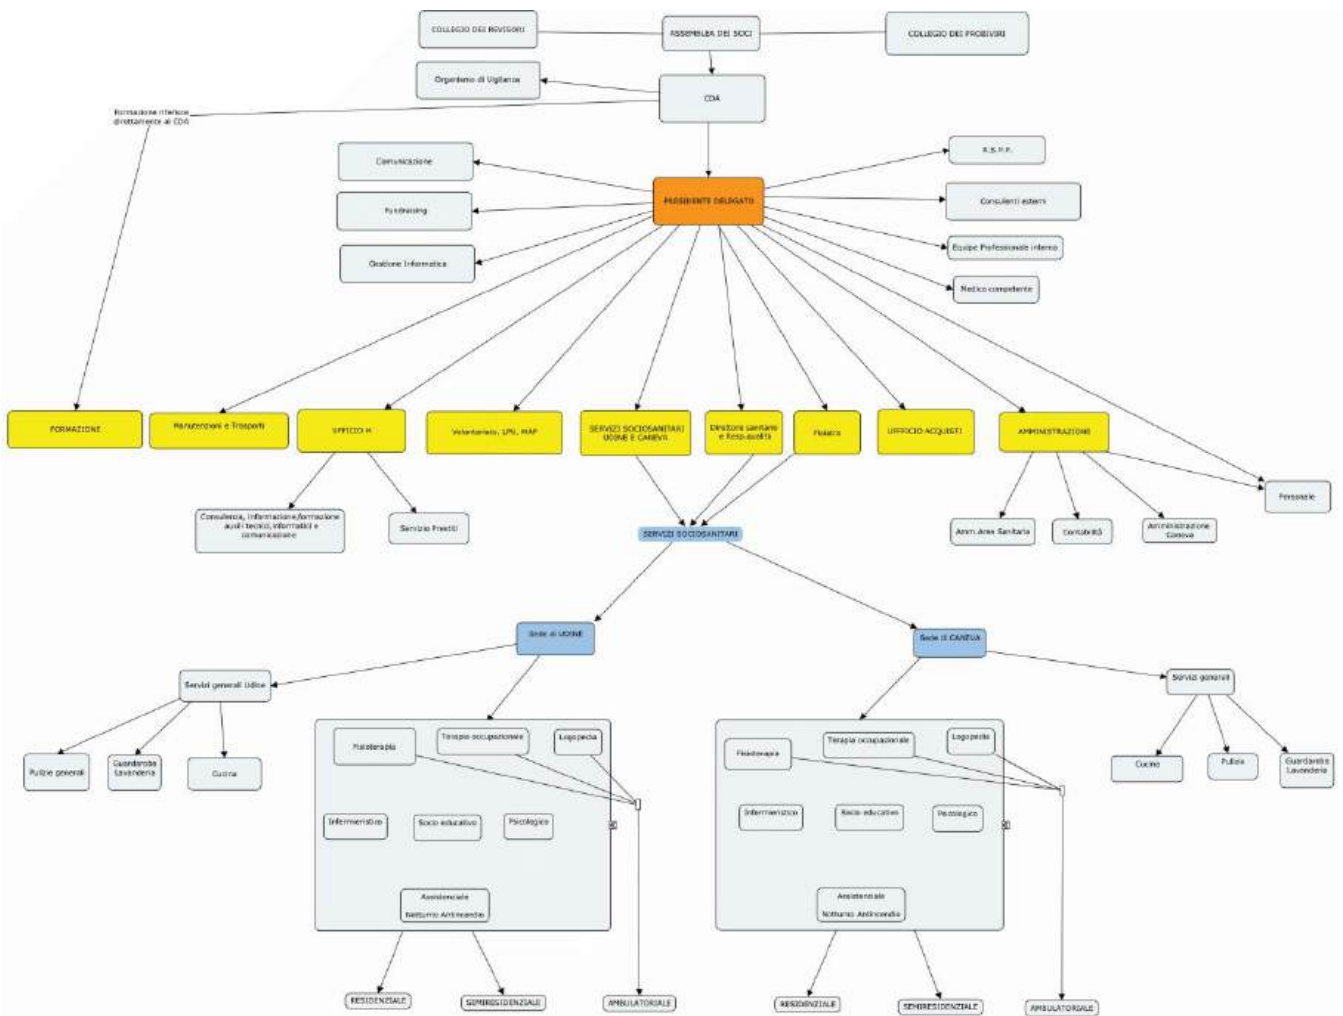 COLLEGIO DEI REVISORI
ASSEMBLEA DEI SOCI
COLLEGIO DEI PROBIVIRI
Organismo di Vigilanza
CDA
Formazione riferisce
direttamente al CDA
Comunicazione
R.S.P.P.
PRESIDENTE DELEGATO
Fundraising
Consulenti esterni
Gestione Informatica
Equipe Professionale interna
Medico competente
FORMAZIONE
Manutenzioni e Trasporti
UFFICIO H
Volontariato, LPU, MAP
SERVIZI SOCIOSANITARI
UDINE E CANEVA
Direttore sanitario
e Resp.qualità
Fisiatra
UFFICIO ACQUISTI
AMMINISTRAZIONE
Personale
Consulenza, informazione/formazione
ausili tecnici,informatici e
comunicazione
Servizio Prestiti
SERVIZI SOCIOSANITARI
Amm.Area Sanitaria
Contabilità
Amministrazione
Caneva
Sede di UDINE
Sede di CANEVA
Servizi generali Udine
Servizi generali
Pulizie generali
Guardaroba
Lavanderia
Cucina
Fisioterapia
Terapia occupazionale
Logopedia
Infermieristico
Socio educativo
Psicologico
Assistenziale
Notturno Antincendio
Fisioterapia
Terapia occupazionale
Logopedia
Infermieristico
Socio educativo
Psicologico
Assistenziale
Notturno Antincendio
Cucina
Pulizia
Guardaroba
Lavanderia
RESIDENZIALE
SEMIRESIDENZIALE
AMBULATORIALE
RESIDENZIALE
SEMIRESIDENZIALE
AMBULATORIALE